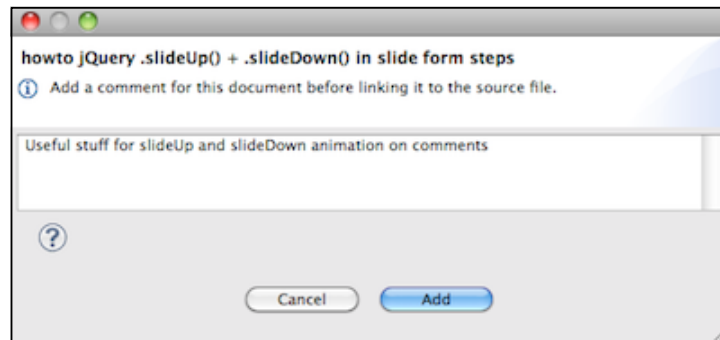 howto jQuery .slideUp() + .slideDown() in slide form steps
Add a comment for this document before linking it to the source file.
Useful stuff for slideUp and slideDown animation on comments
?
Cancel Add